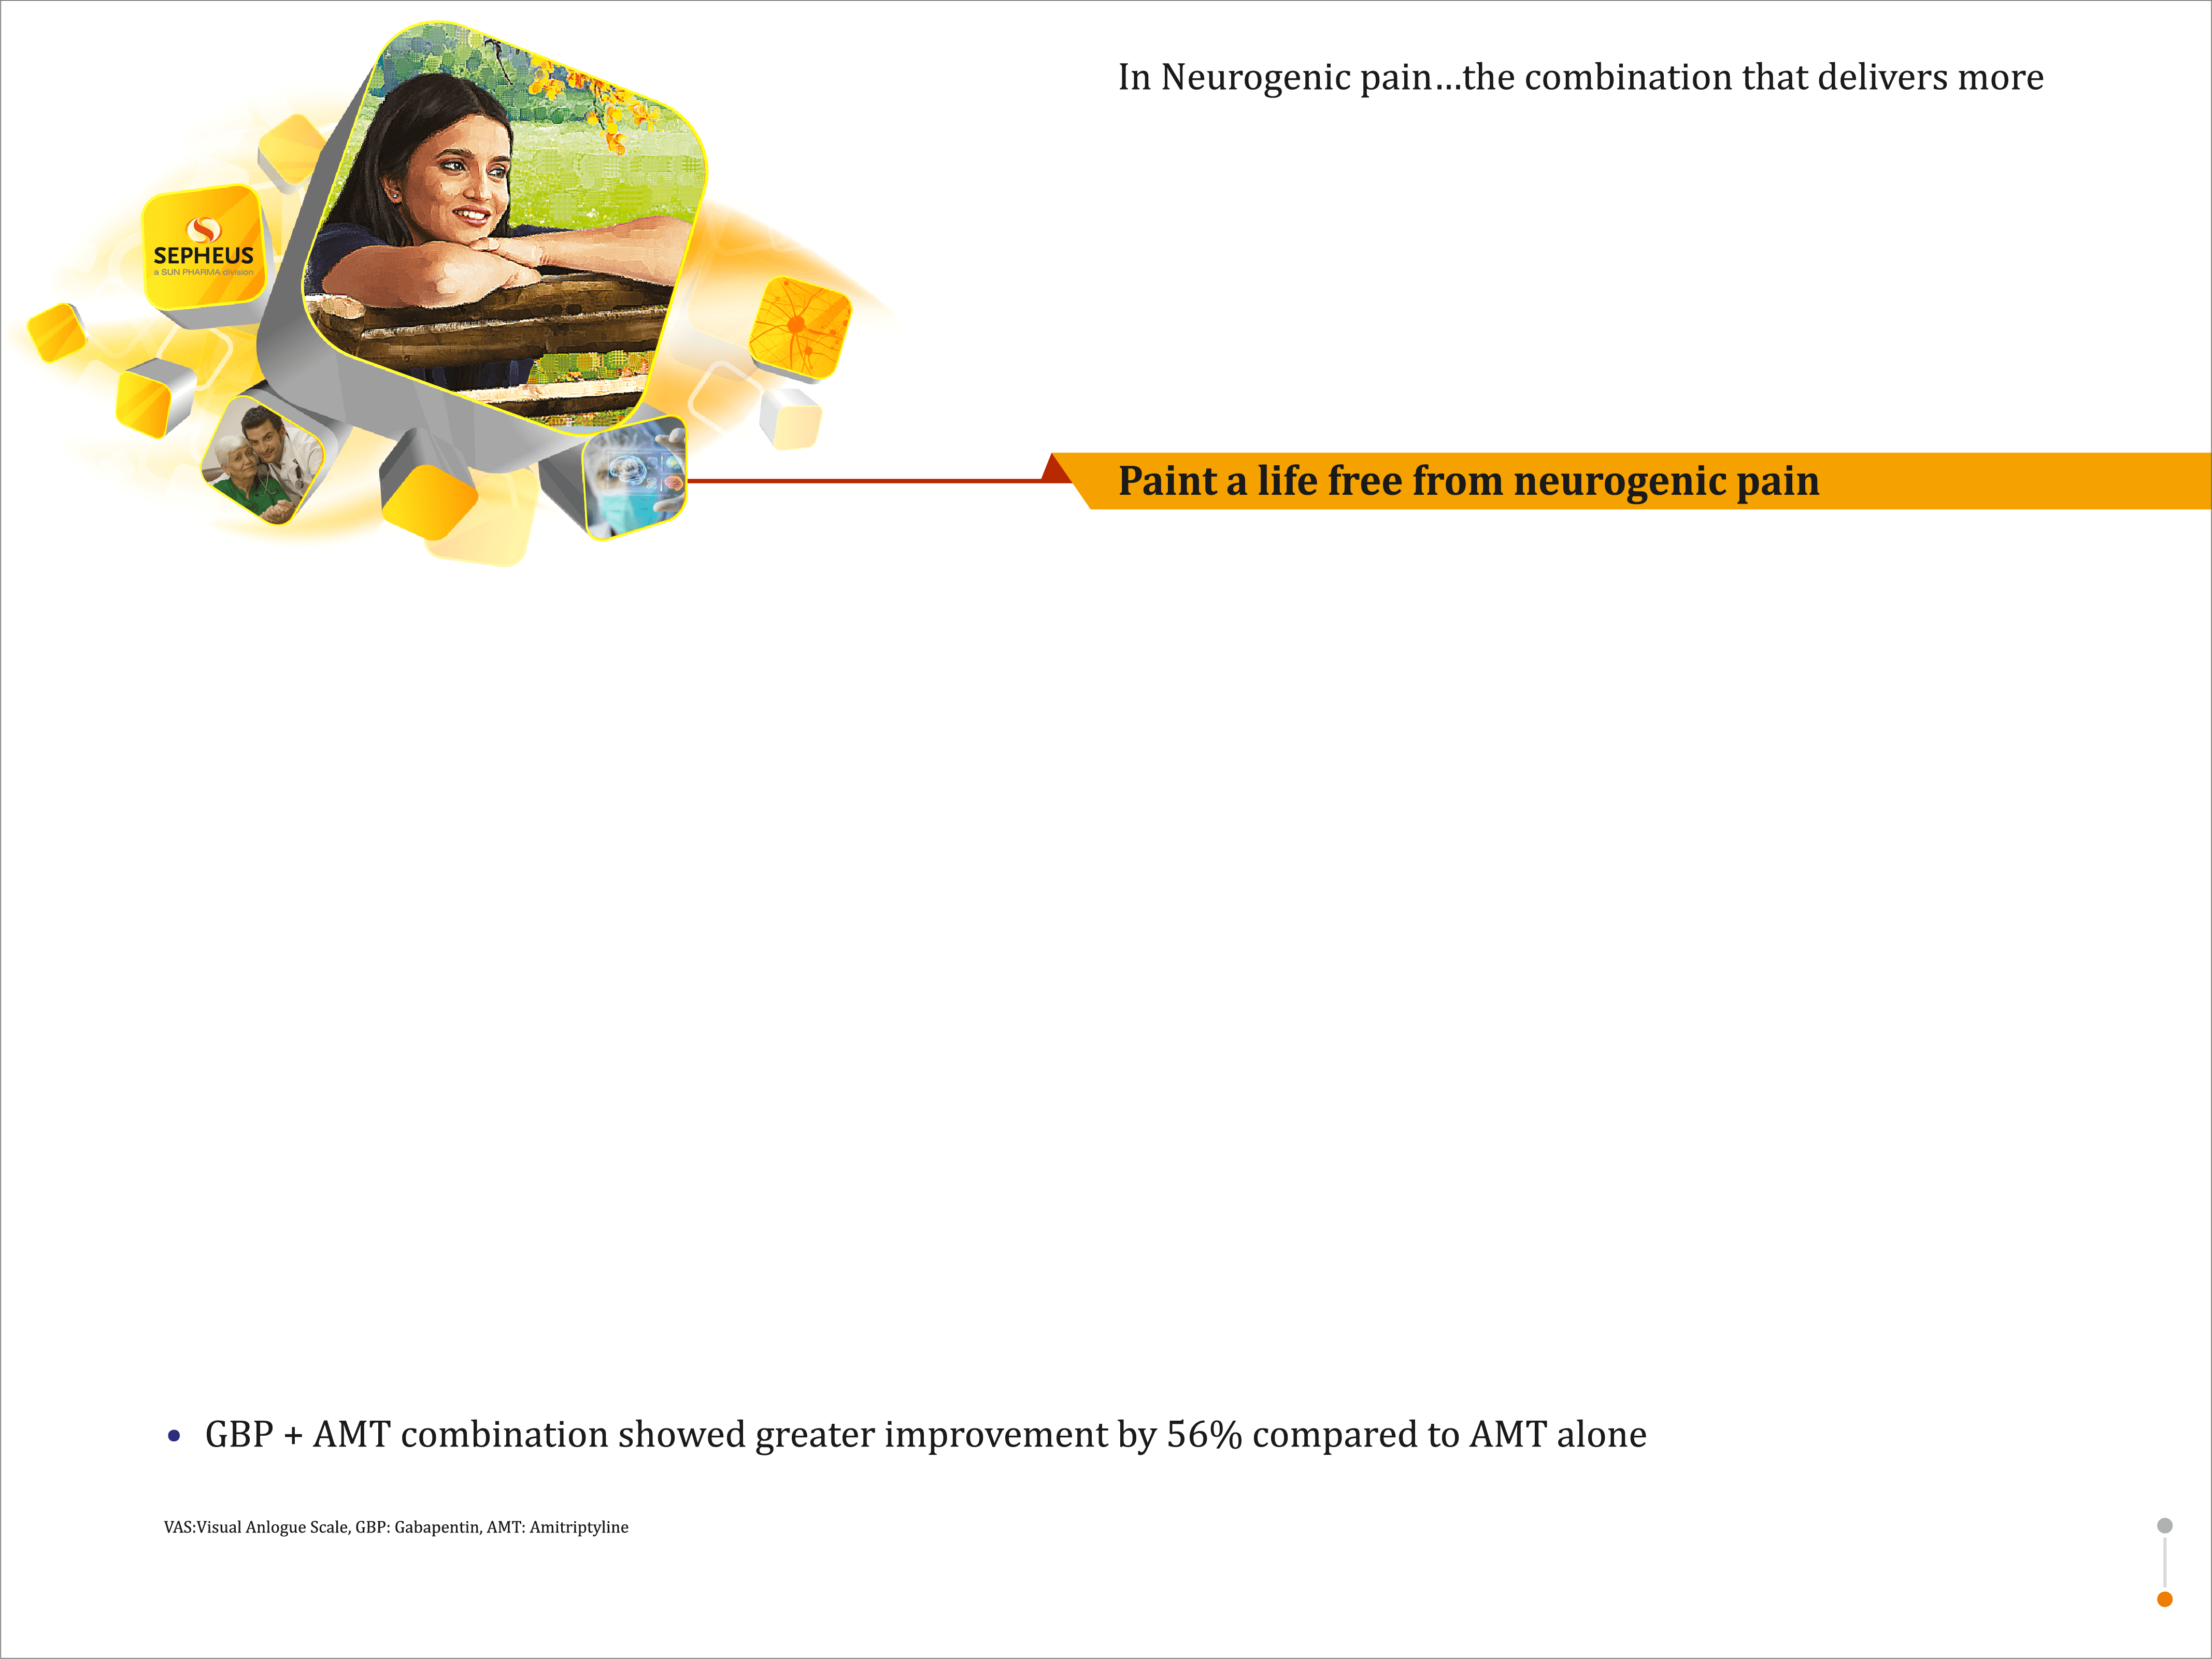 In Neurogenic pain...the combination that delivers more
SEPHEUS
a SUN PHARMA division
Paint a life free from neurogenic pain
• GBP + AMT combination showed greater improvement by 56% compared to AMT alone
VAS:Visual Anlogue Scale, GBP: Gabapentin, AMT: Amitriptyline